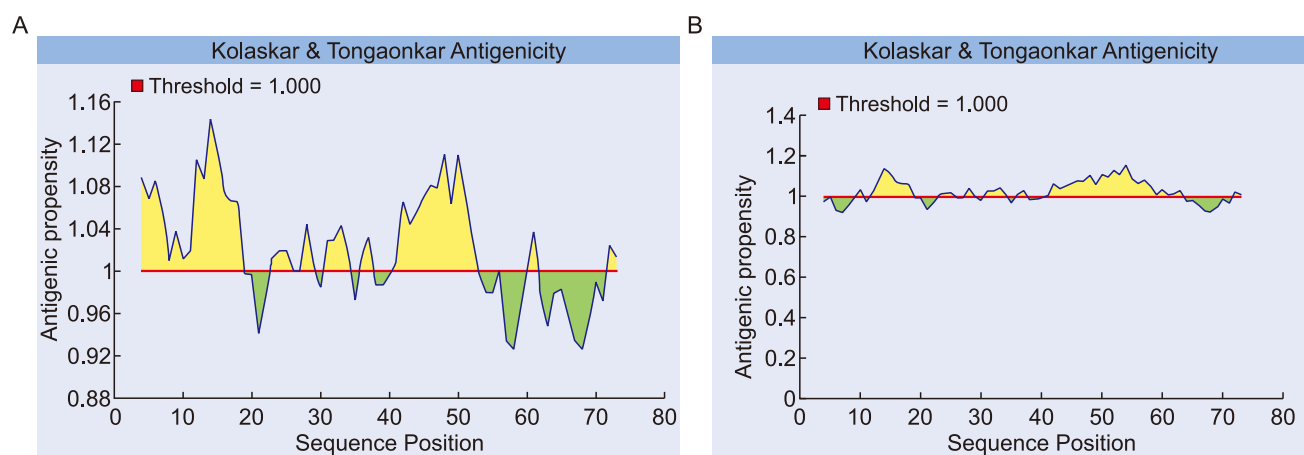 A
Kolaskar & Tongaonkar Antigenicity
Threshold = 1.000
Antigenic propensity
1.16
1.12
1.08
1.04
1
0.96
0.92
0.88
0 10 20 30 40 50 60 70 80
Sequence Position
B
Kolaskar & Tongaonkar Antigenicity
Threshold = 1.000
Antigenic propensity
1.4
1.2
1
0.8
0.6
0.4
0.2
0
0 10 20 30 40 50 60 70 80
Sequence Position